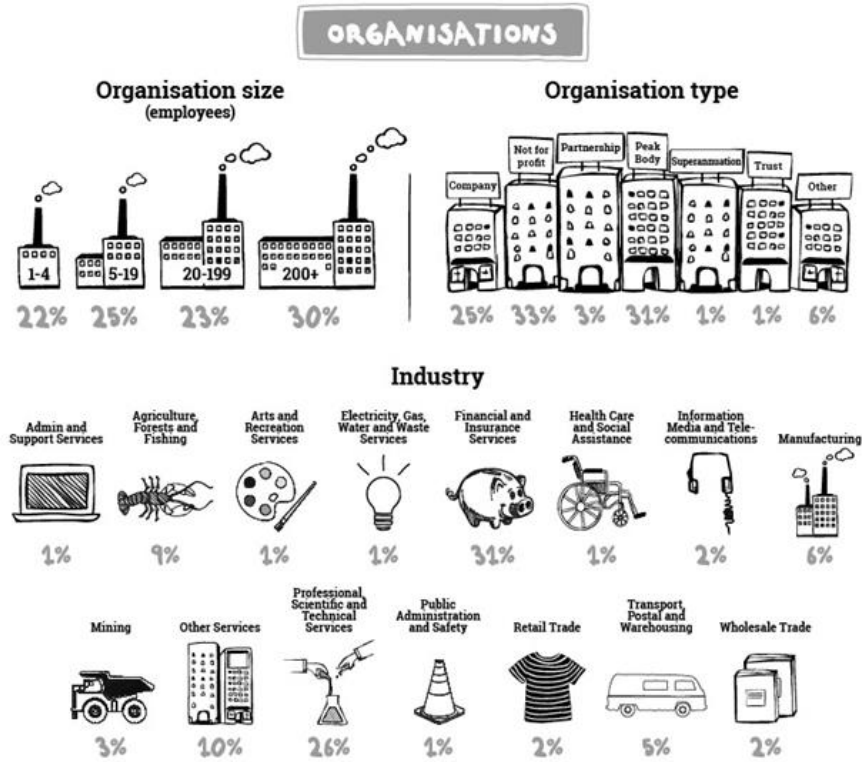 ORGANISATIONS
Organisation size
(employees)
1-4
5-19
20-199
200+
22%
25%
23%
30%
Organisation type
Company
Not for
profit
Partnership
Peak
Body
Superannuation
Trust
Other
25%
33%
3%
31%
1%
1%
6%
Industry
Admin and
Support Services
1%
Agriculture,
Forests and
Fishing
9%
Arts and
Recreation
Services
1%
Electricity, Gas,
Water and Waste
Services
1%
Financial and
Insurance
Services
31%
Health Care
and Social
Assistance
1%
Information
Media and Tele-
communications
2%
Manufacturing
6%
Mining
3%
Other Services
10%
Professional,
Scientific and
Technical
Services
26%
Public
Administration
and Safety
1%
Retail Trade
2%
Transport,
Postal and
Warehousing
5%
Wholesale Trade
2%